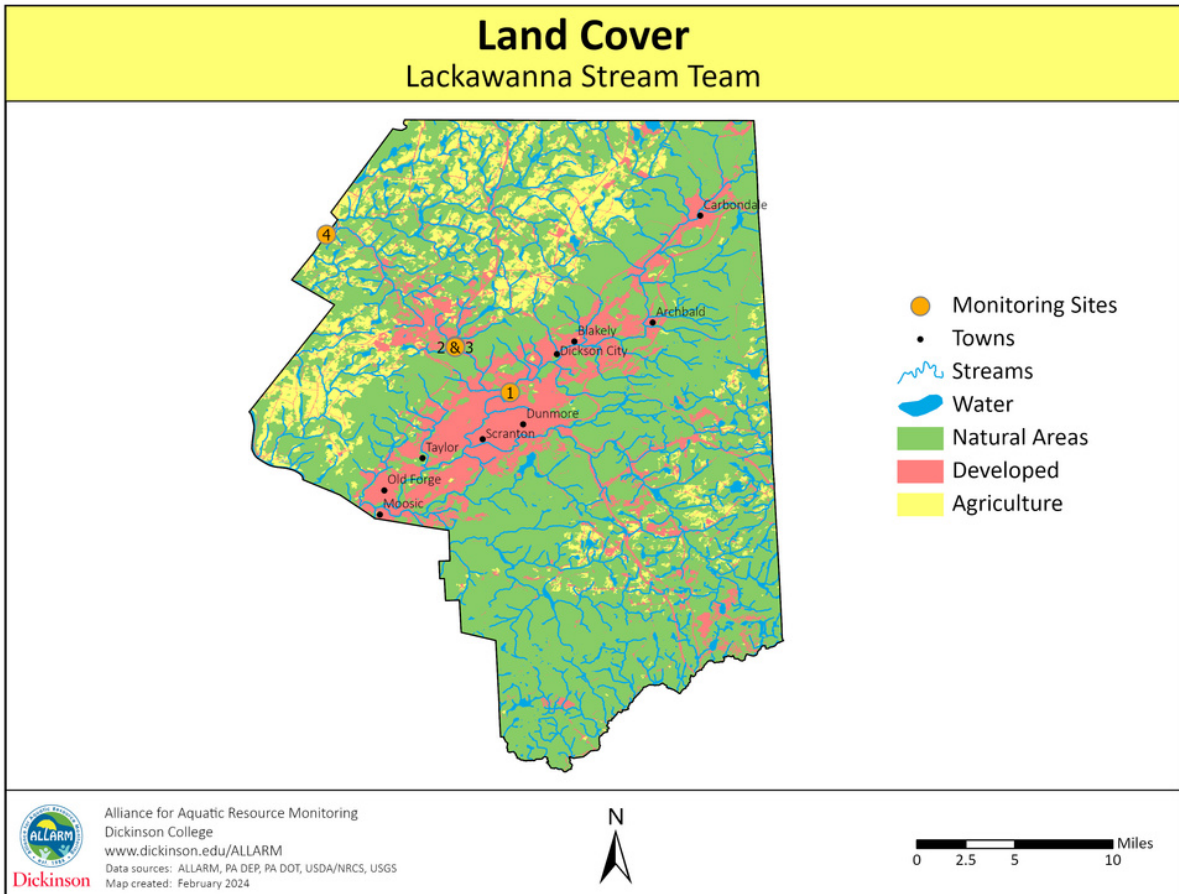 Land Cover
Lackawanna Stream Team
Carbondale
4
Archbald
Blakely
2 & 3
Dickson City
1
Dunmore
Scranton
Taylor
Old Forge
Moosic
Monitoring Sites
Towns
Streams
Water
Natural Areas
Developed
Agriculture
ALLARM
Dickinson
Alliance for Aquatic Resource Monitoring
Dickinson College
www.dickinson.edu/ALLARM
Data sources: ALLARM, PA DEP, PA DOT, USDA/NRCS, USGS
Map created: February 2024
N
Miles
0 2.5 5 10